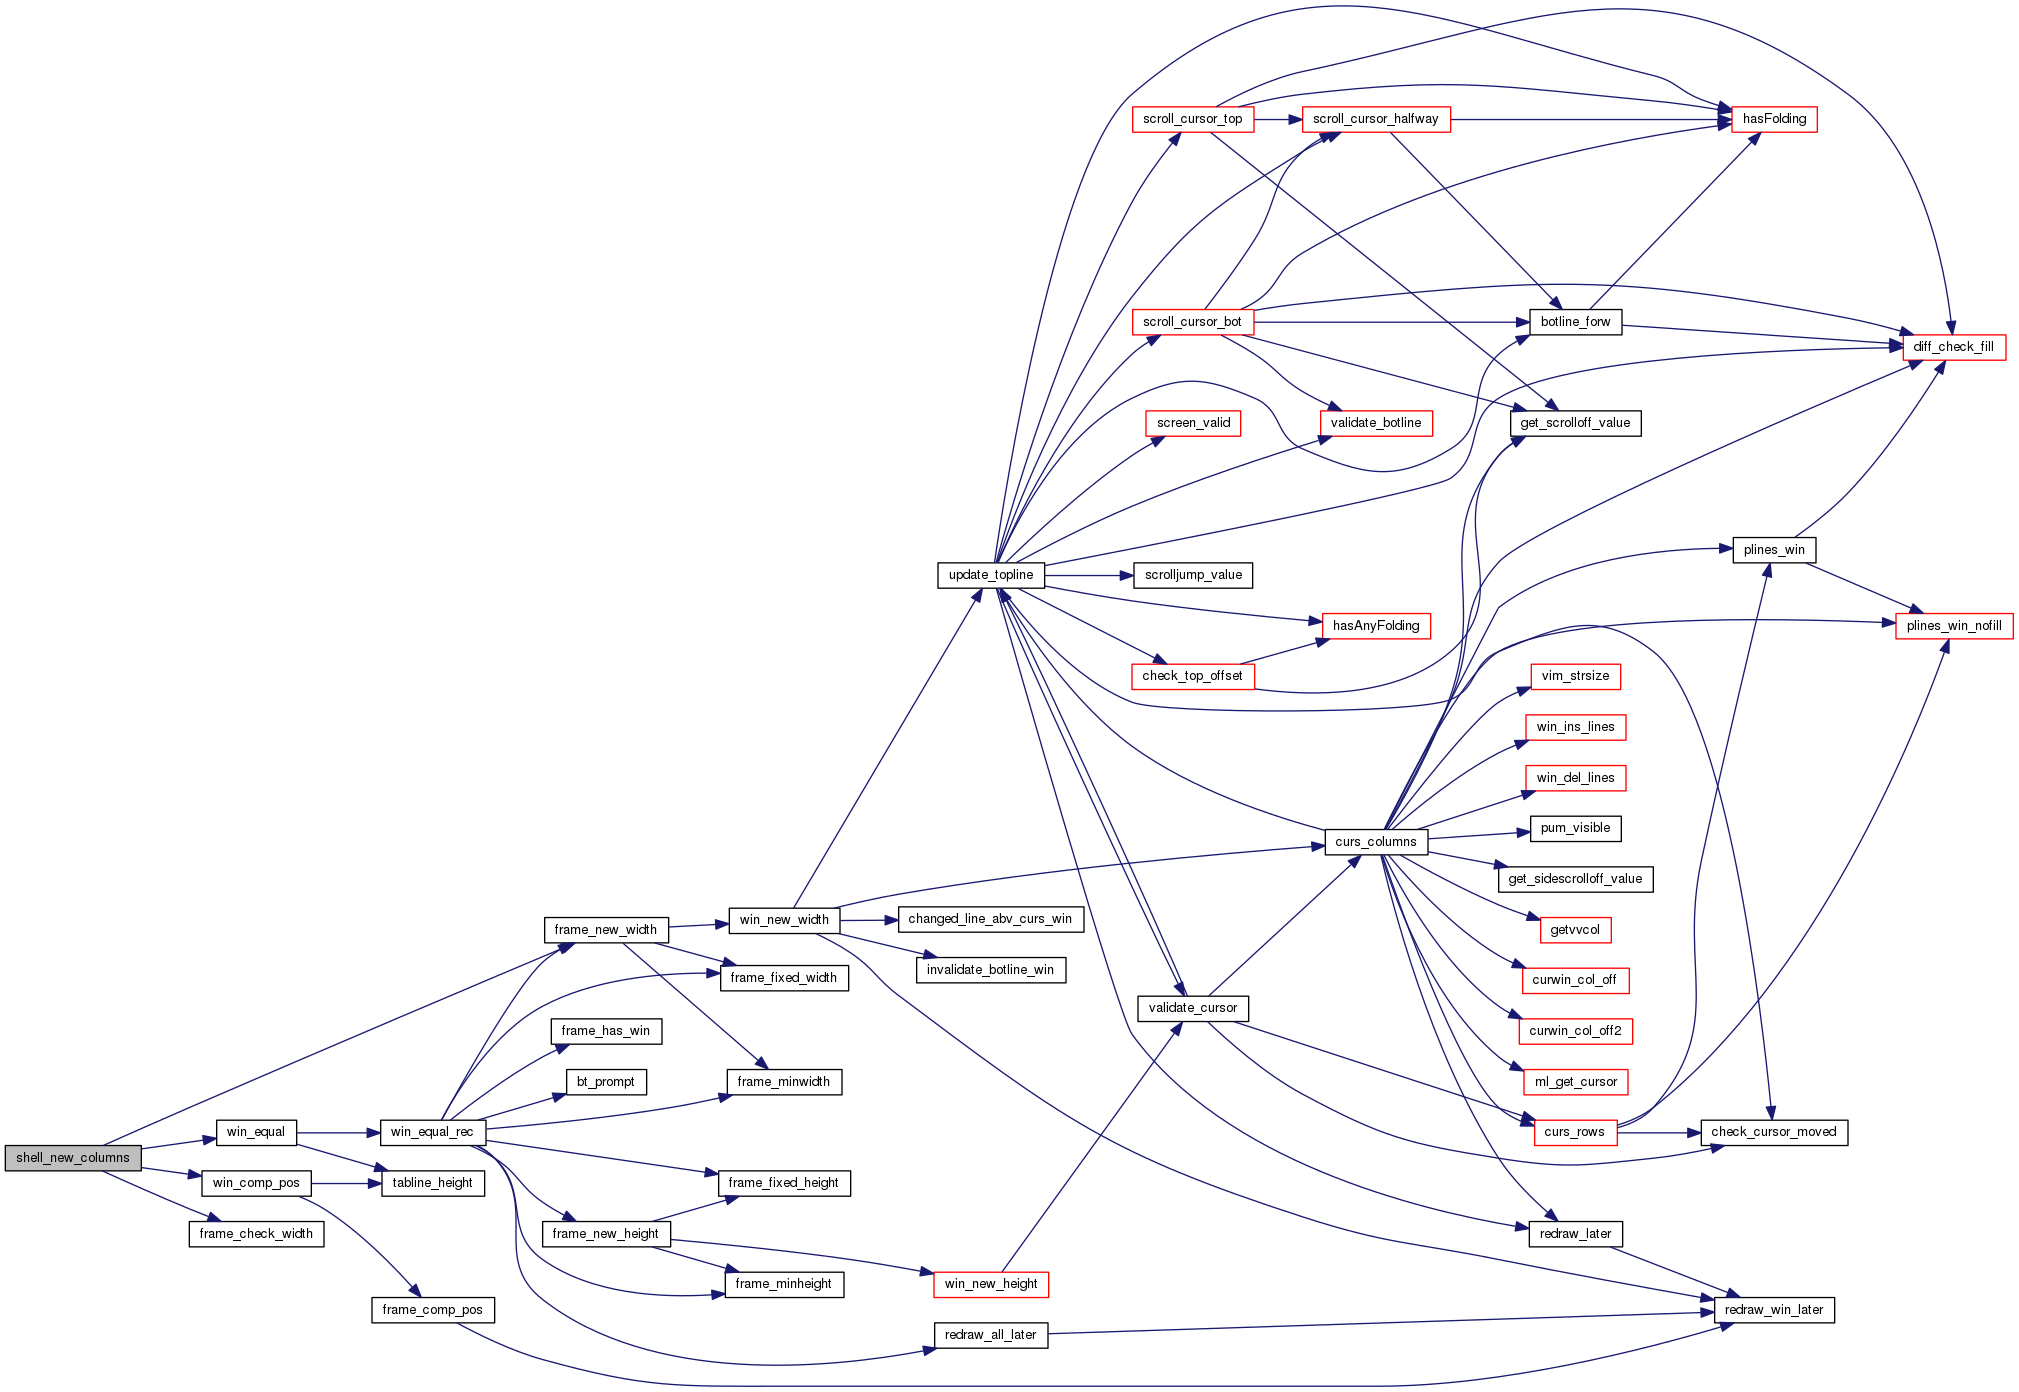 scroll_cursor_top
scroll_cursor_halfway
hasFolding
scroll_cursor_bot
botline_forw
diff_check_fill
screen_valid
validate_botline
get_scrolloff_value
plines_win
update_topline
scrolljump_value
hasAnyFolding
plines_win_nofill
check_top_offset
vim_strsize
win_ins_lines
win_del_lines
pum_visible
curs_columns
get_sidescrolloff_value
changed_line_abv_curs_win
win_new_width
frame_new_width
getvvcol
invalidate_botline_win
frame_fixed_width
curwin_col_off
validate_cursor
frame_has_win
curwin_col_off2
bt_prompt
frame_minwidth
ml_get_cursor
win_equal
win_equal_rec
curs_rows
check_cursor_moved
shell_new_columns
win_comp_pos
tabline_height
frame_fixed_height
frame_check_width
frame_new_height
redraw_later
frame_minheight
win_new_height
frame_comp_pos
redraw_win_later
redraw_all_later